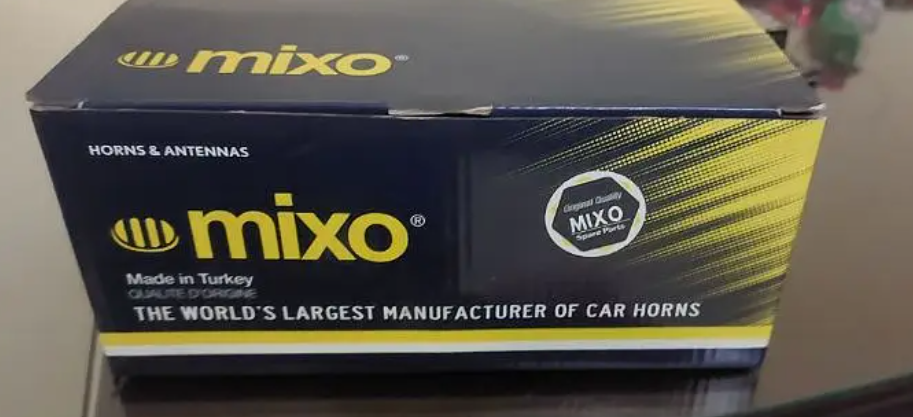 mixo®
HORNS & ANTENNAS
mixo®
Original Quality
MIXO
Spare Parts
Made in Turkey
QUALITE D'ORIGINE
THE WORLD'S LARGEST MANUFACTURER OF CAR HORNS